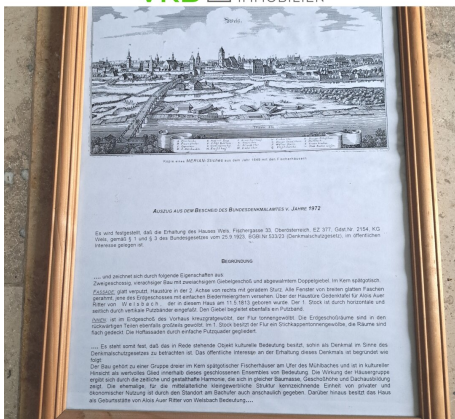 IMMOBILIEN
AUSZUG AUS DEM BESCHEID DES BUNDESDENKMALAMTES V. JAHRE 1972
Es wird festgestellt, daß die Erhaltung des Hauses Wels, Fischergasse 35, Oberösterreich, EZ 377, Gdst.Nr. 2154, KG
Wels, gemäß § 1 und § 3 des Bundesgesetzes vom 25.9.1923, BGBl.Nr.533/23 (Denkmalschutzgesetz), im öffentlichen
Interesse gelegen ist.
BEGRÜNDUNG
.... und zeichnet sich durch folgende Eigenschaften aus:
Zweigeschossiger, vierachsiger Bau mit zweiachsigem Giebelgeschoß und abgewalmtem Doppelgiebel. Im Kern spätgotisch.
FASSADE: glatt verputzt, Haustüre in der 2. Achse von rechts mit geradem Sturz. Alle Fenster von breiten glatten Faschen
gerahmt, jene des Erdgeschosses mit einfachen Biedermeiergittern versehen. Über der Haustüre Gedenktafel für Alois Auer
Ritter von Welsbach, der in diesem Haus am 11.5.1813 geboren wurde. Der 1. Stock ist durch horizontale und
seitlich durch vertikale Putzbänder eingefaßt. Den Giebel begleitet ebenfalls ein Putzband.
INNEN: ist im Erdgeschoß des Vorhaus kreuzgratgewölbt, der Flur tonnengewölbt. Die Erdgeschoßräume sind in den
rückwärtigen Teilen ebenfalls großteils gewölbt. Im 1. Stock besitzt der Flur ein Stichkappentonnengewölbe, die Räume sind
flach gedeckt. Die Hoffassaden durch einfache Putzquader gegliedert.
.... Es steht somit fest, daß das in Rede stehende Objekt kulturelle Bedeutung besitzt, sohin als Denkmal im Sinne des
Denkmalschutzgesetzes zu betrachten ist. Das öffentliche Interesse an der Erhaltung dieses Denkmals ist begründet wie
folgt:
Der Bau gehört zu einer Gruppe dreier im Kern spätgotischer Fischerhäuser am Ufer des Mühlbaches und ist in kultureller
Hinsicht als wertvolles Glied innerhalb dieses geschlossenen Ensembles von Bedeutung. Die Wirkung der Häusergruppe
ergibt sich durch die zeitliche und gestalthafte Harmonie, die sich in gleicher Baumasse, Geschoßhöhe und Dachausbildung
zeigt. Die ehemalige, für das mittelalterliche kleingewerbliche Struktur kennzeichnende Einheit von privater und
ökonomischer Nutzung ist durch den Standort am Bachufer auch anschaulich gegeben. Darüber hinaus besitzt das Haus
als Geburtsstätte von Alois Auer Ritter von Welsbach Bedeutung....